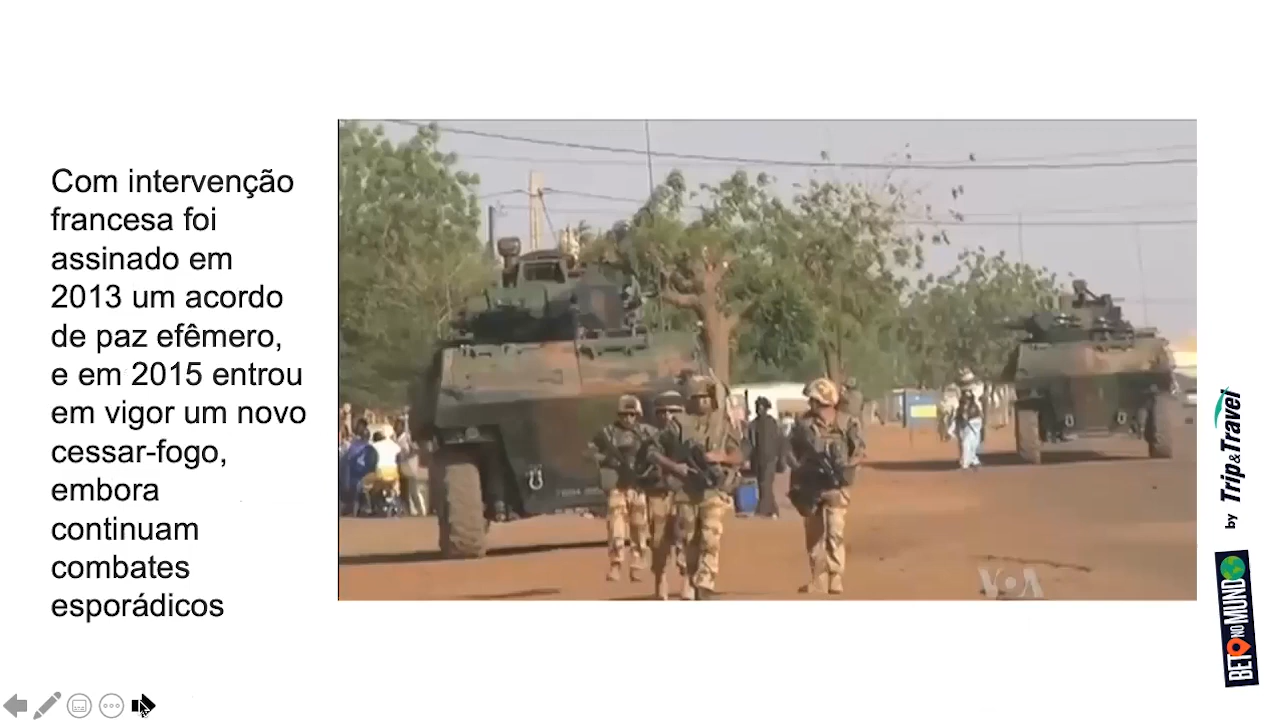 Com intervenção
francesa foi
assinado em
2013 um acordo
de paz efêmero,
e em 2015 entrou
em vigor um novo
cessar-fogo,
embora
continuam
combates
esporádicos
VOA
by Trip&Travel
BETO NO MUNDO